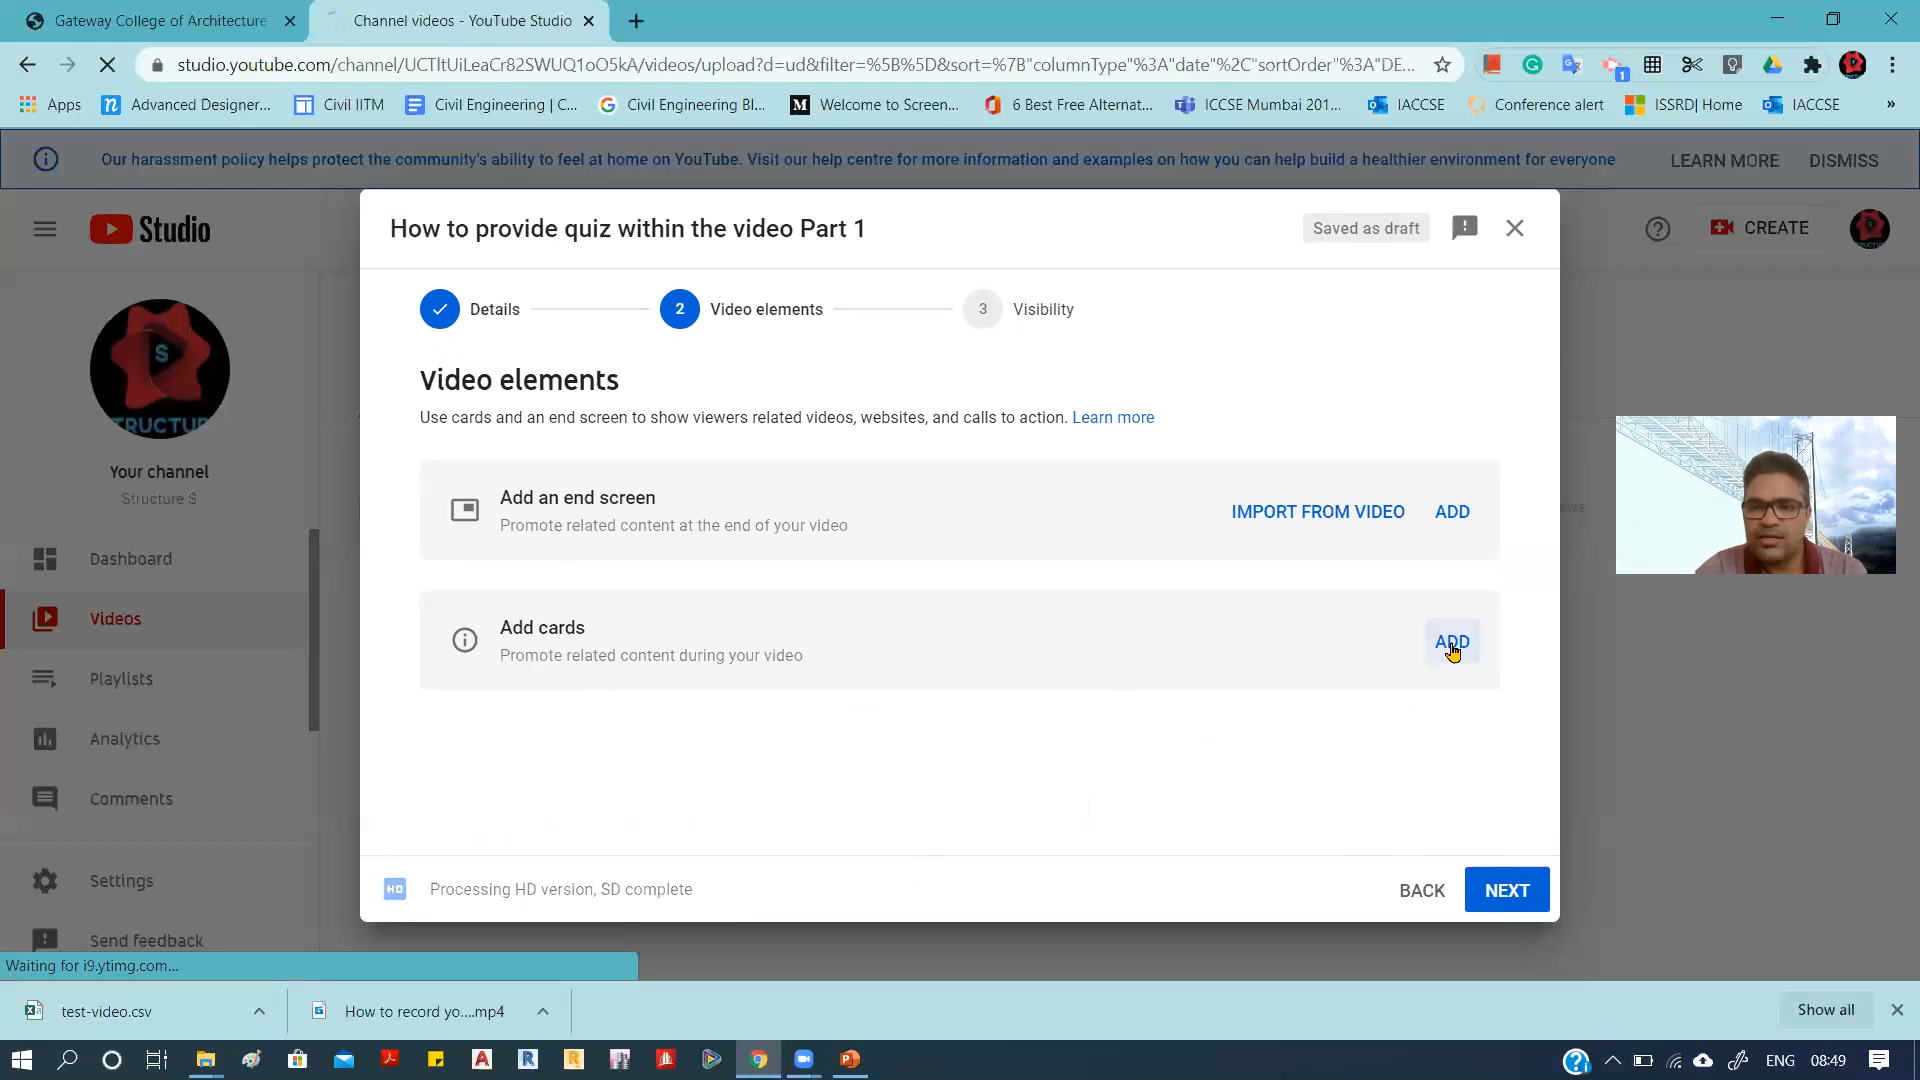 Gateway College of Architecture
Channel videos - YouTube Studio
studio.youtube.com/channel/UCTltUiLeaCr82SWUQ1oO5kA/videos/upload?d=ud&filter=%5B%5D&sort=%7B"columnType"%3A"date"%2C"sortOrder"%3A"DE...
Apps
Advanced Designer...
Civil IITM
Civil Engineering | C...
Civil Engineering Bl...
Welcome to Screen...
6 Best Free Alternat...
ICCSE Mumbai 201...
IACCSE
Conference alert
ISSRD| Home
IACCSE
»
Our harassment policy helps protect the community's ability to feel at home on YouTube. Visit our help centre for more information and examples on how you can help build a healthier environment for everyone
LEARN MORE
DISMISS
Studio
CREATE
How to provide quiz within the video Part 1
Saved as draft
Details
2
Video elements
3
Visibility
Video elements
Use cards and an end screen to show viewers related videos, websites, and calls to action. Learn more
Add an end screen
Promote related content at the end of your video
IMPORT FROM VIDEO
ADD
Add cards
Promote related content during your video
ADD
HD
Processing HD version, SD complete
BACK
NEXT
S
TRUCTUR
Your channel
Structure S
Dashboard
Videos
Playlists
Analytics
Comments
Settings
Send feedback
Waiting for i9.ytimg.com...
test-video.csv
How to record yo....mp4
Show all
ENG
08:49